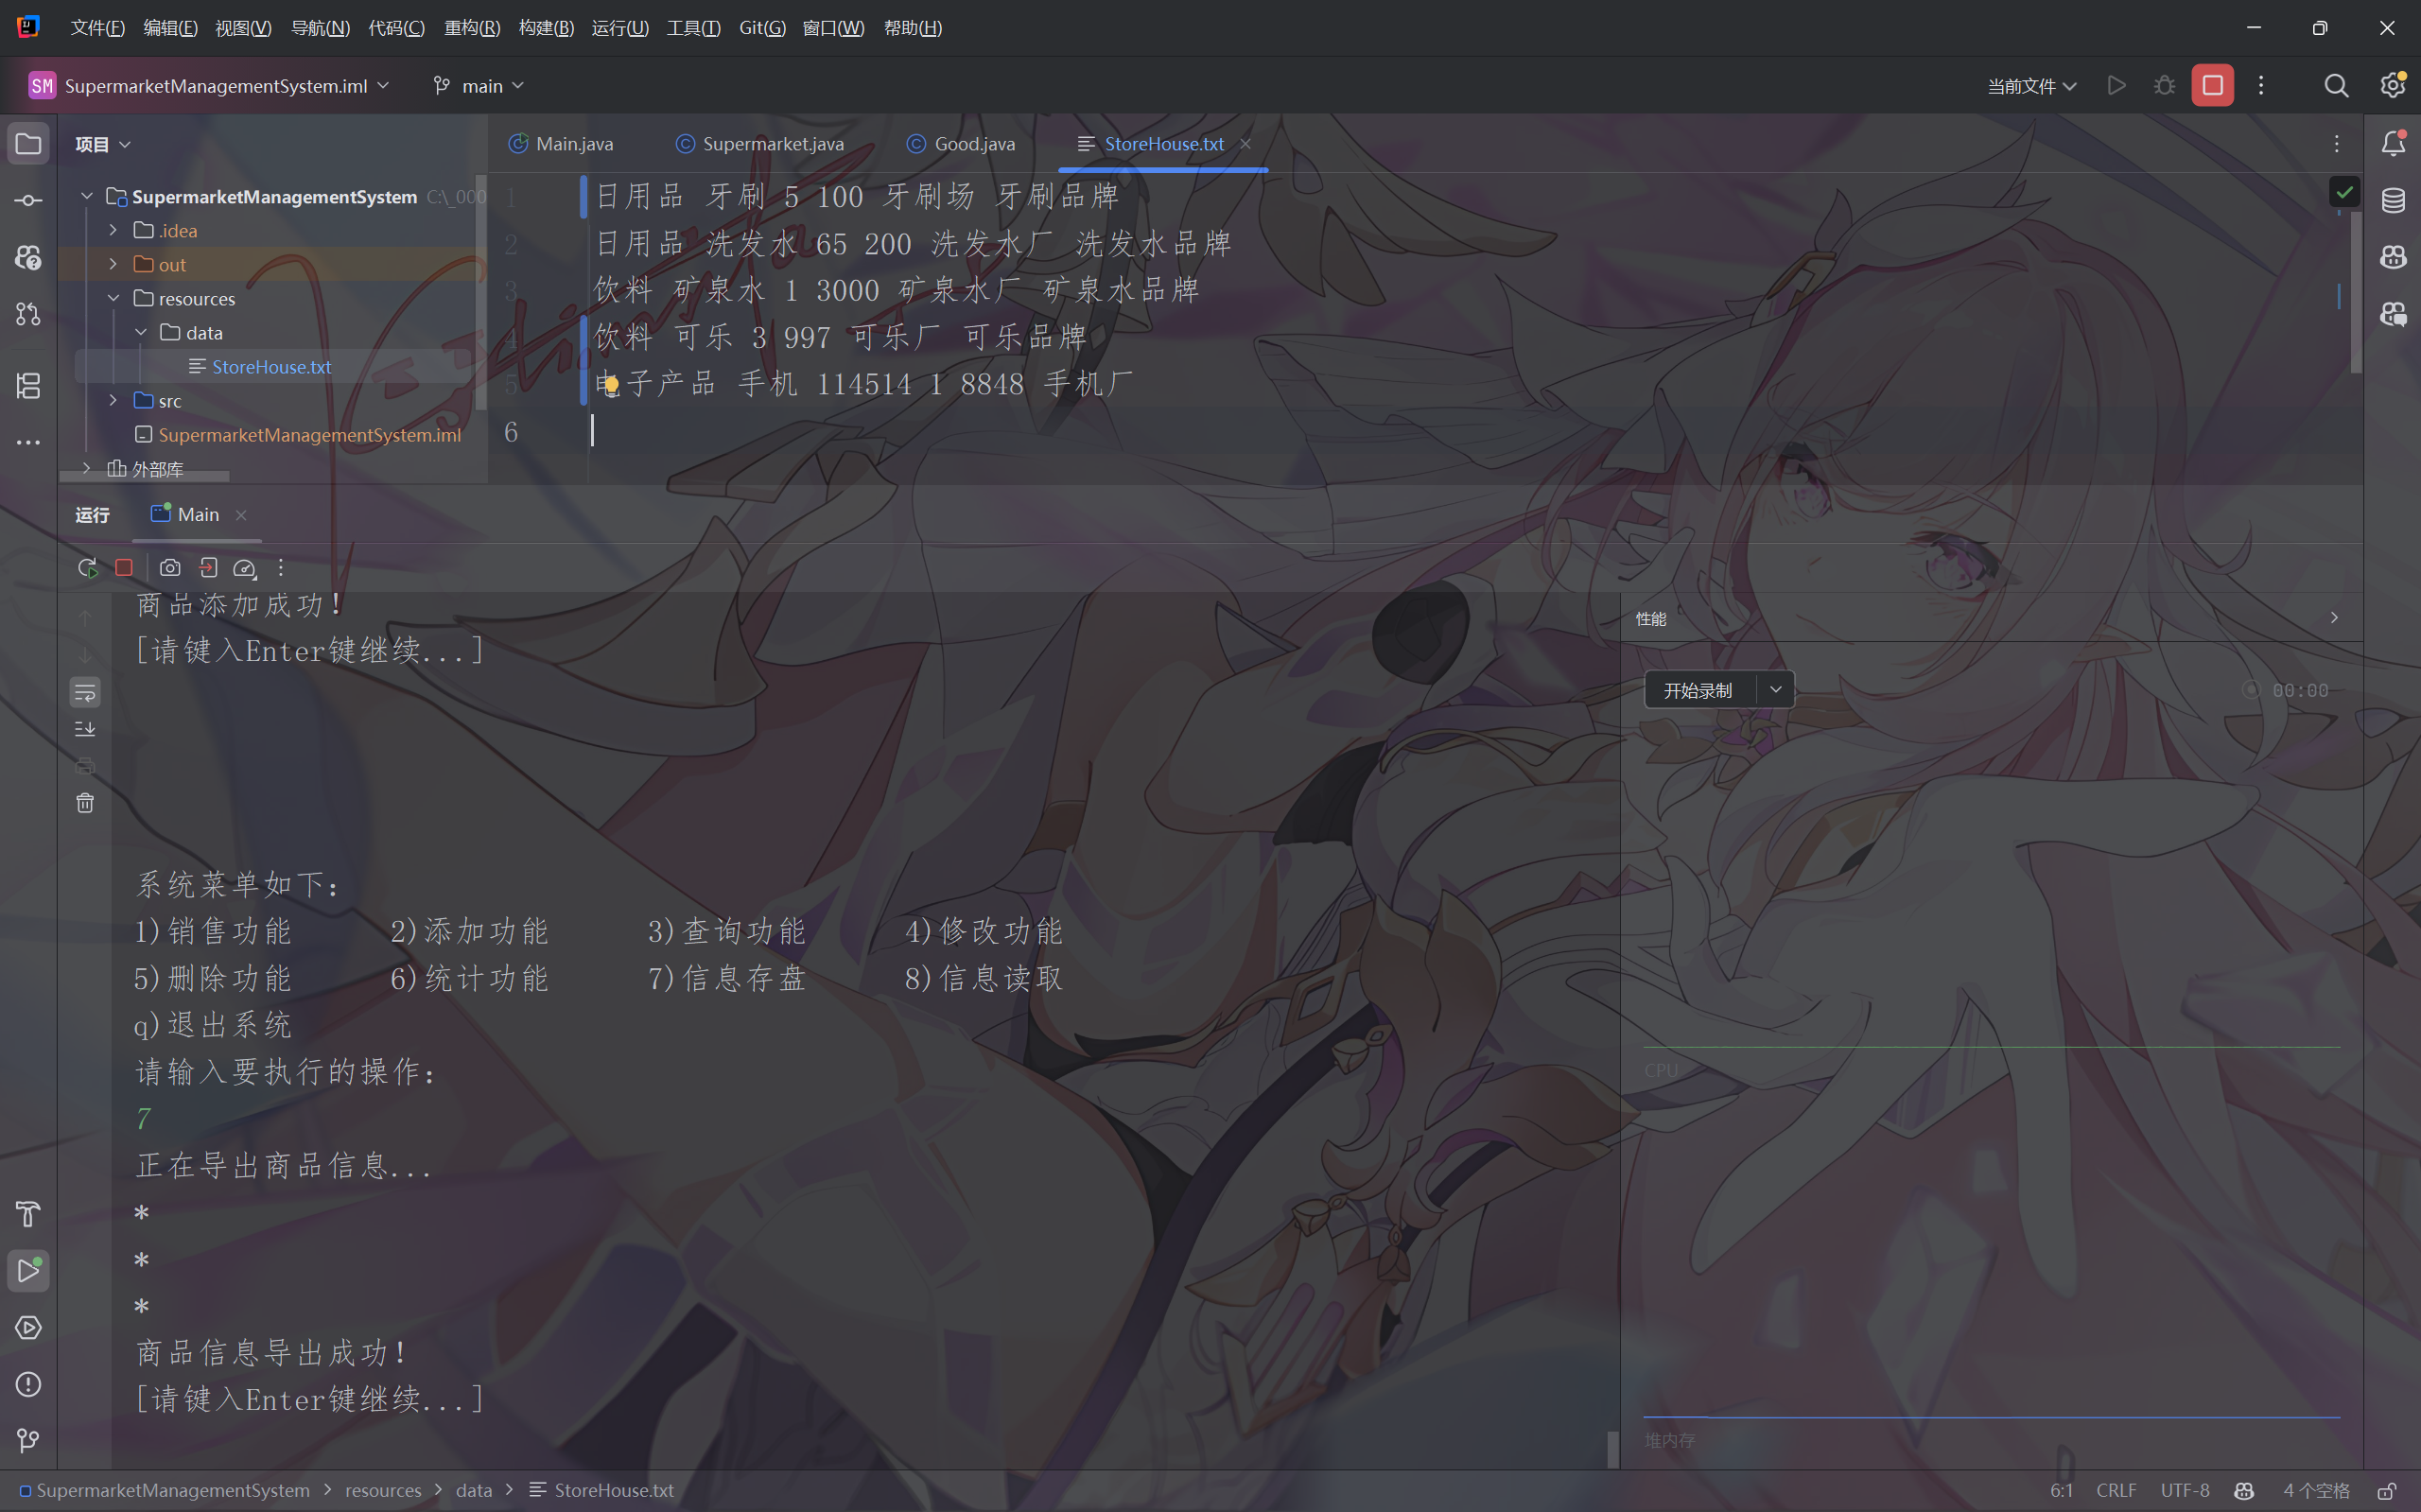 文件(F) 编辑(E) 视图(V) 导航(N) 代码(C) 重构(R) 构建(B) 运行(U) 工具(T) Git(G) 窗口(W) 帮助(H)
SM SupermarketManagementSystem.iml main 当前文件
项目
Main.java Supermarket.java Good.java StoreHouse.txt
SupermarketManagementSystem C:\_000
.idea
out
resources
data
StoreHouse.txt
src
SupermarketManagementSystem.iml
外部库
1 日用品 牙刷 5 100 牙刷场 牙刷品牌
2 日用品 洗发水 65 200 洗发水厂 洗发水品牌
3 饮料 矿泉水 1 3000 矿泉水厂 矿泉水品牌
4 饮料 可乐 3 997 可乐厂 可乐品牌
5 电子产品 手机 114514 1 8848 手机厂
6
运行 Main
商品添加成功!
[请键入Enter键继续...]
系统菜单如下:
1)销售功能 2)添加功能 3)查询功能 4)修改功能
5)删除功能 6)统计功能 7)信息存盘 8)信息读取
q)退出系统
请输入要执行的操作:
7
正在导出商品信息...
*
*
*
商品信息导出成功!
[请键入Enter键继续...]
性能
开始录制 00:00
CPU
堆内存
SupermarketManagementSystem resources data StoreHouse.txt
6:1 CRLF UTF-8 4 个空格